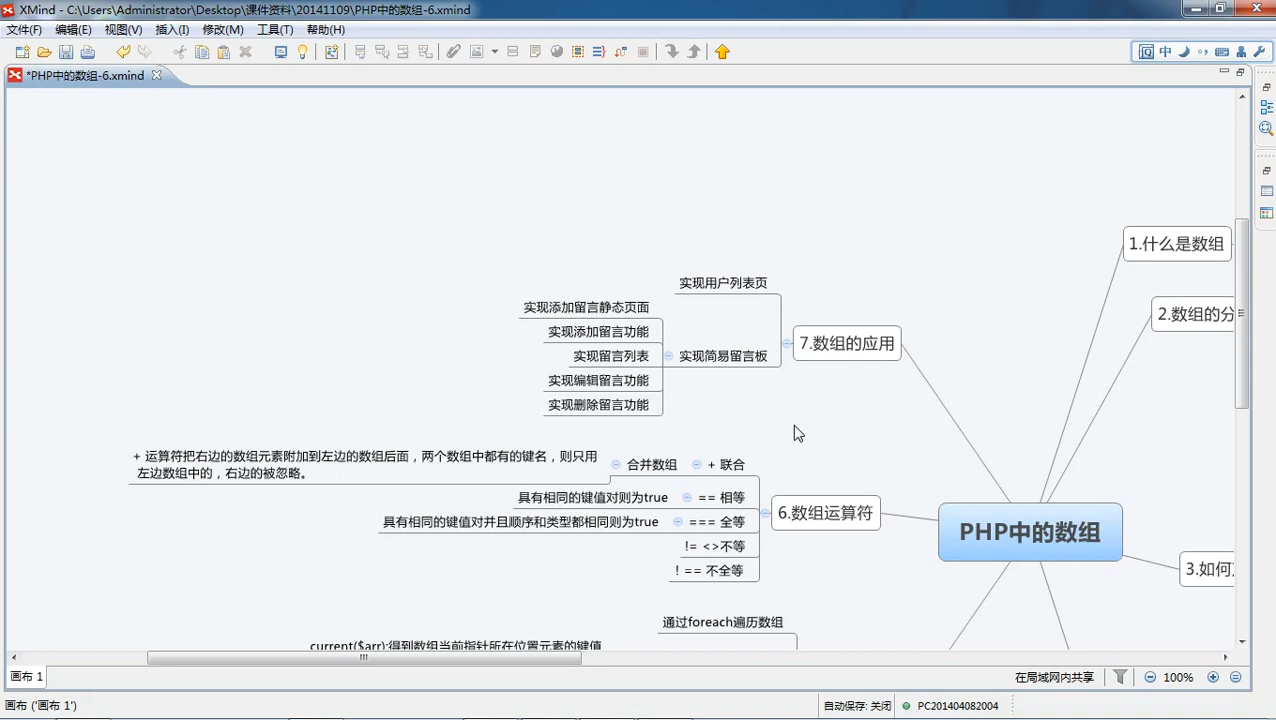 XMind - C:\Users\Administrator\Desktop\课件资料\20141109\PHP中的数组-6.xmind
文件(F) 编辑(E) 视图(V) 插入(I) 修改(M) 工具(T) 帮助(H)
中
*PHP中的数组-6.xmind
1.什么是数组
2.数组的分
实现用户列表页
实现添加留言静态页面
实现添加留言功能
7.数组的应用
实现留言列表
实现简易留言板
实现编辑留言功能
实现删除留言功能
+ 运算符把右边的数组元素附加到左边的数组后面，两个数组中都有的键名，则只用
左边数组中的，右边的被忽略。
合并数组
+ 联合
具有相同的键值对则为true
== 相等
6.数组运算符
具有相同的键值对并且顺序和类型都相同则为true
=== 全等
!= <>不等
! == 不全等
PHP中的数组
3.如何
通过foreach遍历数组
current($arr):得到数组当前指针所在位置元素的键值
画布 1
在局域网内共享
100%
画布 ('画布 1')
自动保存: 关闭
PC201404082004